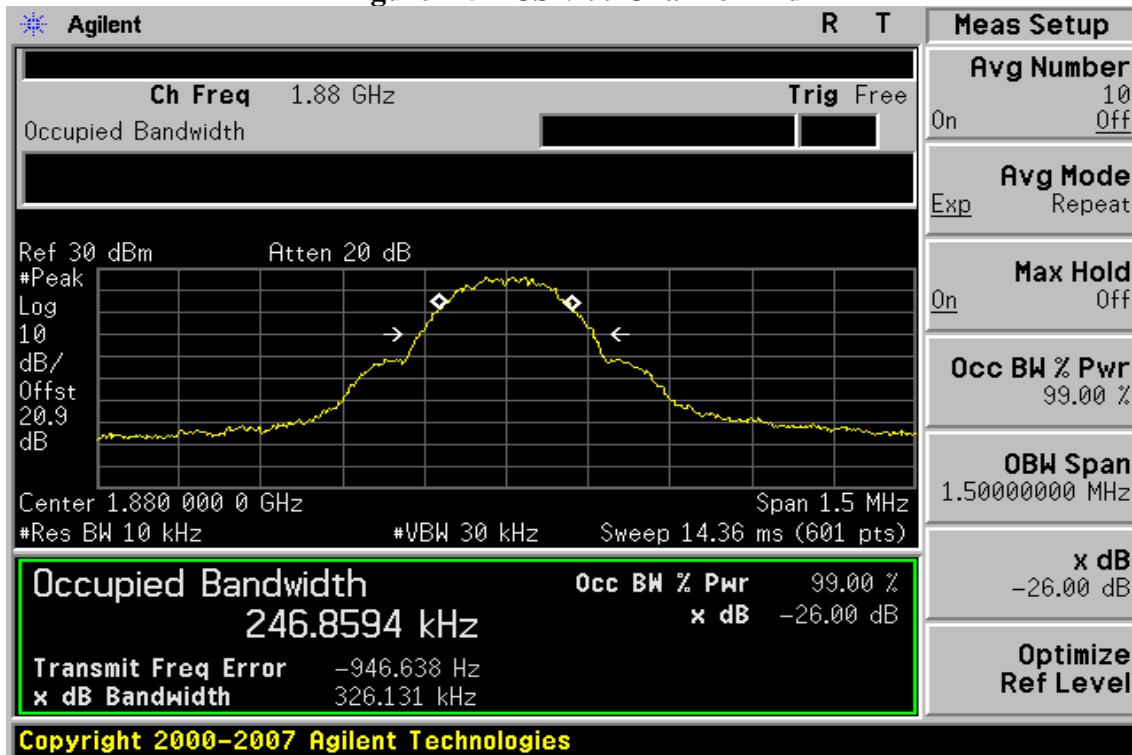 Agilent R T Meas Setup
Ch Freq 1.88 GHz Trig Free
Occupied Bandwidth
Avg Number
10
On Off
Avg Mode
Exp Repeat
Max Hold
On Off
Occ BW % Pwr
99.00 %
OBW Span
1.50000000 MHz
x dB
-26.00 dB
Optimize
Ref Level
Ref 30 dBm Atten 20 dB
#Peak
Log
10
dB/
Offst
20.9
dB
Center 1.880 000 0 GHz Span 1.5 MHz
#Res BW 10 kHz #VBW 30 kHz Sweep 14.36 ms (601 pts)
Occupied Bandwidth Occ BW % Pwr 99.00 %
246.8594 kHz x dB -26.00 dB
Transmit Freq Error -946.638 Hz
x dB Bandwidth 326.131 kHz
Copyright 2000-2007 Agilent Technologies